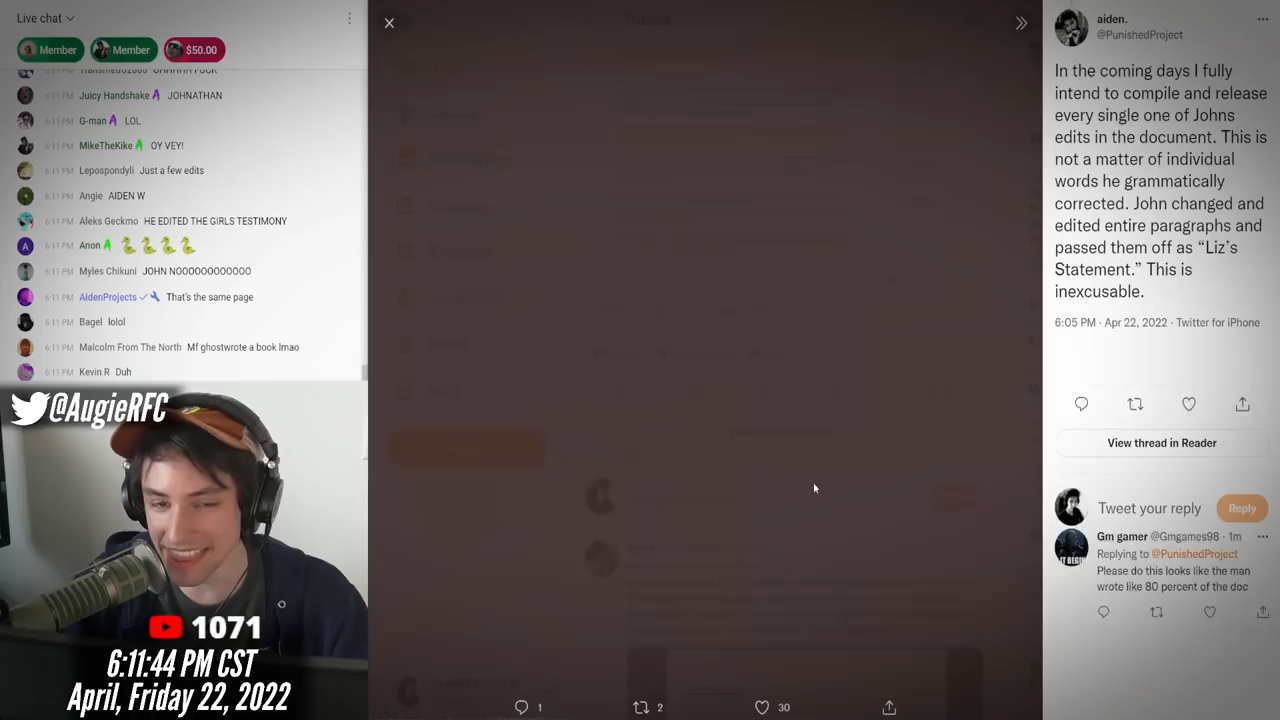 Live chat
Member
Member
$50.00
6:11 PM Juicy Handshake JOHNATHAN
6:11 PM G-man LOL
6:11 PM MikeTheKike OY VEY!
6:11 PM Lepospondyli Just a few edits
6:11 PM Angie AIDEN W
6:11 PM Aleks Geckmo HE EDITED THE GIRLS TESTIMONY
6:11 PM Anon
6:11 PM Myles Chikuni JOHN NOOOOOOOOOOO
6:11 PM AidenProjects That's the same page
6:11 PM Bagel lolol
6:11 PM Malcolm From The North Mf ghostwrote a book lmao
6:11 PM Kevin R Duh
@AugieRFC
1071
6:11:44 PM CST
April, Friday 22, 2022
Thread
1
2
30
aiden.
@PunishedProject
In the coming days I fully
intend to compile and release
every single one of Johns
edits in the document. This is
not a matter of individual
words he grammatically
corrected. John changed and
edited entire paragraphs and
passed them off as “Liz’s
Statement.” This is
inexcusable.
6:05 PM · Apr 22, 2022 · Twitter for iPhone
View thread in Reader
Tweet your reply
Reply
Gm gamer @Gmgames98 · 1m
Replying to @PunishedProject
Please do this looks like the man
wrote like 80 percent of the doc